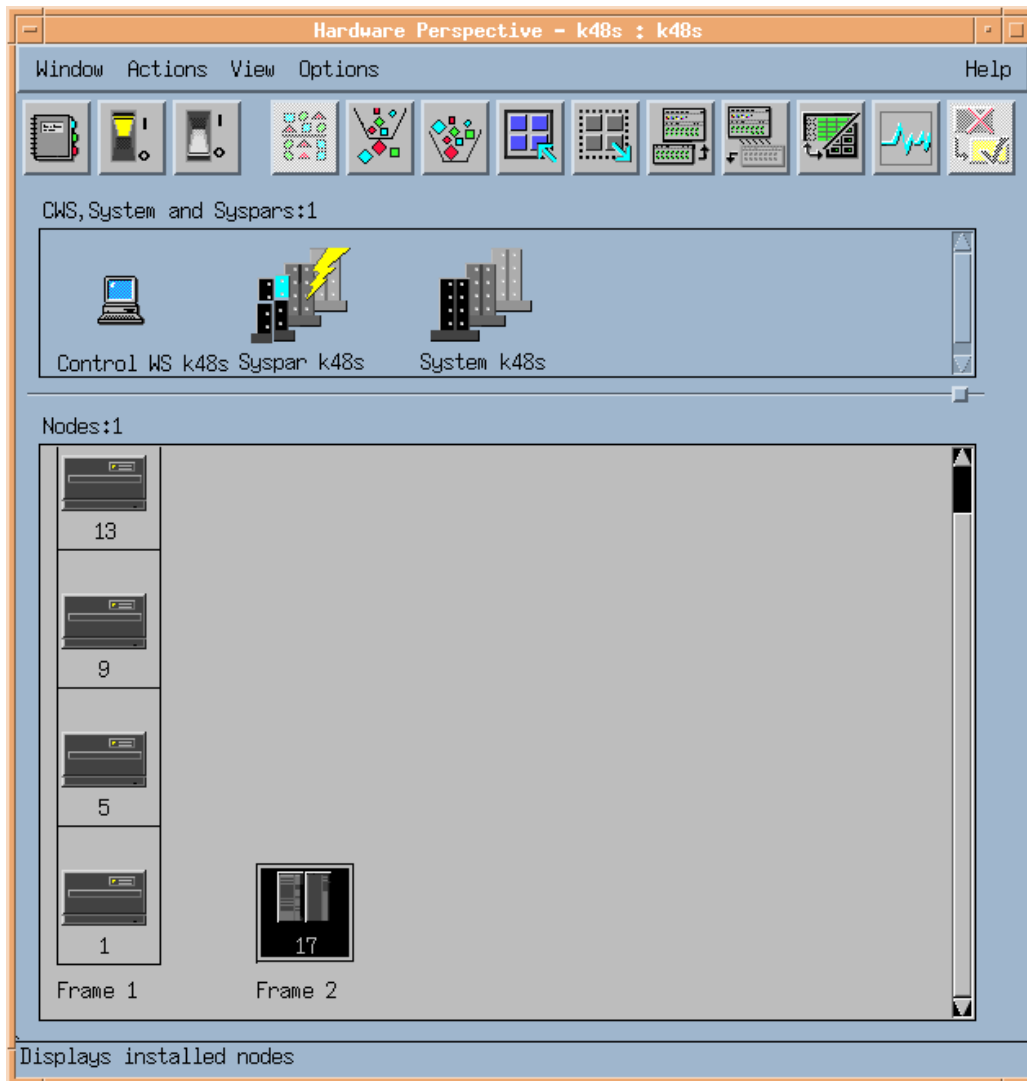 Hardware Perspective - k48s : k48s
Window Actions View Options Help
CWS,System and Syspars:1
Control WS k48s Syspar k48s System k48s
Nodes:1
13
9
5
1 17
Frame 1 Frame 2
Displays installed nodes